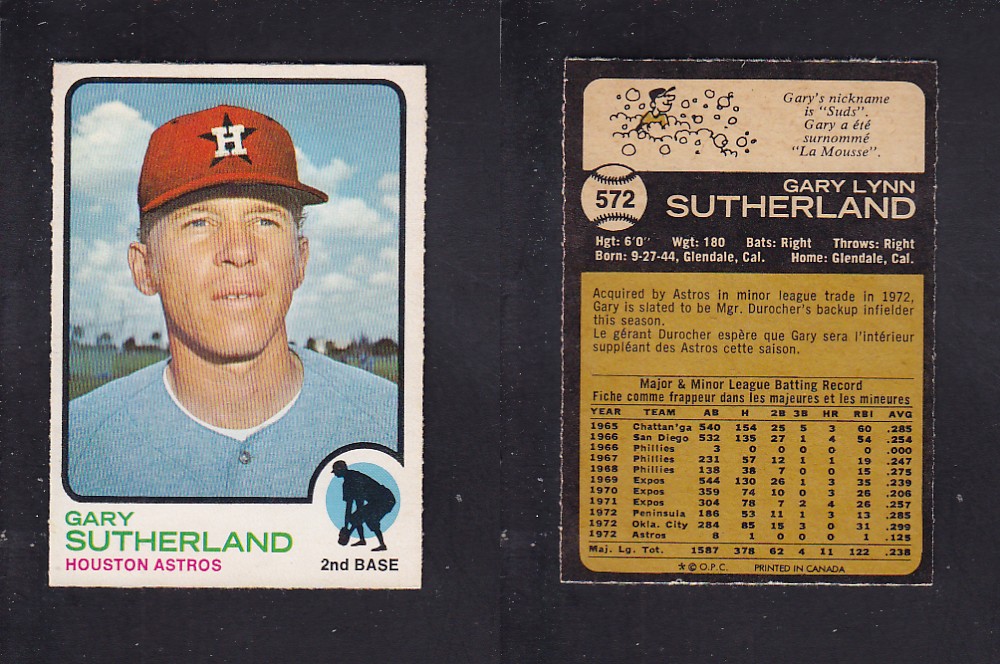 H
GARY
SUTHERLAND
HOUSTON ASTROS
2nd BASE
Gary's nickname
is "Suds".
Gary a été
surnommé
"La Mousse".
572
GARY LYNN
SUTHERLAND
Hgt: 6'0" Wgt: 180 Bats: Right Throws: Right
Born: 9-27-44, Glendale, Cal. Home: Glendale, Cal.
Acquired by Astros in minor league trade in 1972,
Gary is slated to be Mgr. Durocher's backup infielder
this season.
Le gérant Durocher espère que Gary sera l'intérieur
suppléant des Astros cette saison.
Major & Minor League Batting Record
Fiche comme frappeur dans les majeures et les mineures
YEAR TEAM AB H 2B 3B HR RBI AVG
1965 Chattan'ga 540 154 25 5 3 60 .285
1966 San Diego 532 135 27 1 4 54 .254
1966 Phillies 3 0 0 0 0 0 .000
1967 Phillies 231 57 12 1 1 19 .247
1968 Phillies 138 38 7 0 0 15 .275
1969 Expos 544 130 26 1 3 35 .239
1970 Expos 359 74 10 0 3 26 .206
1971 Expos 304 78 7 2 4 26 .257
1972 Peninsula 186 53 11 1 3 13 .285
1972 Okla. City 284 85 15 3 0 31 .299
1972 Astros 8 1 0 0 0 1 .125
Maj. Lg. Tot. 1587 378 62 4 11 122 .238
* © O.P.C. PRINTED IN CANADA